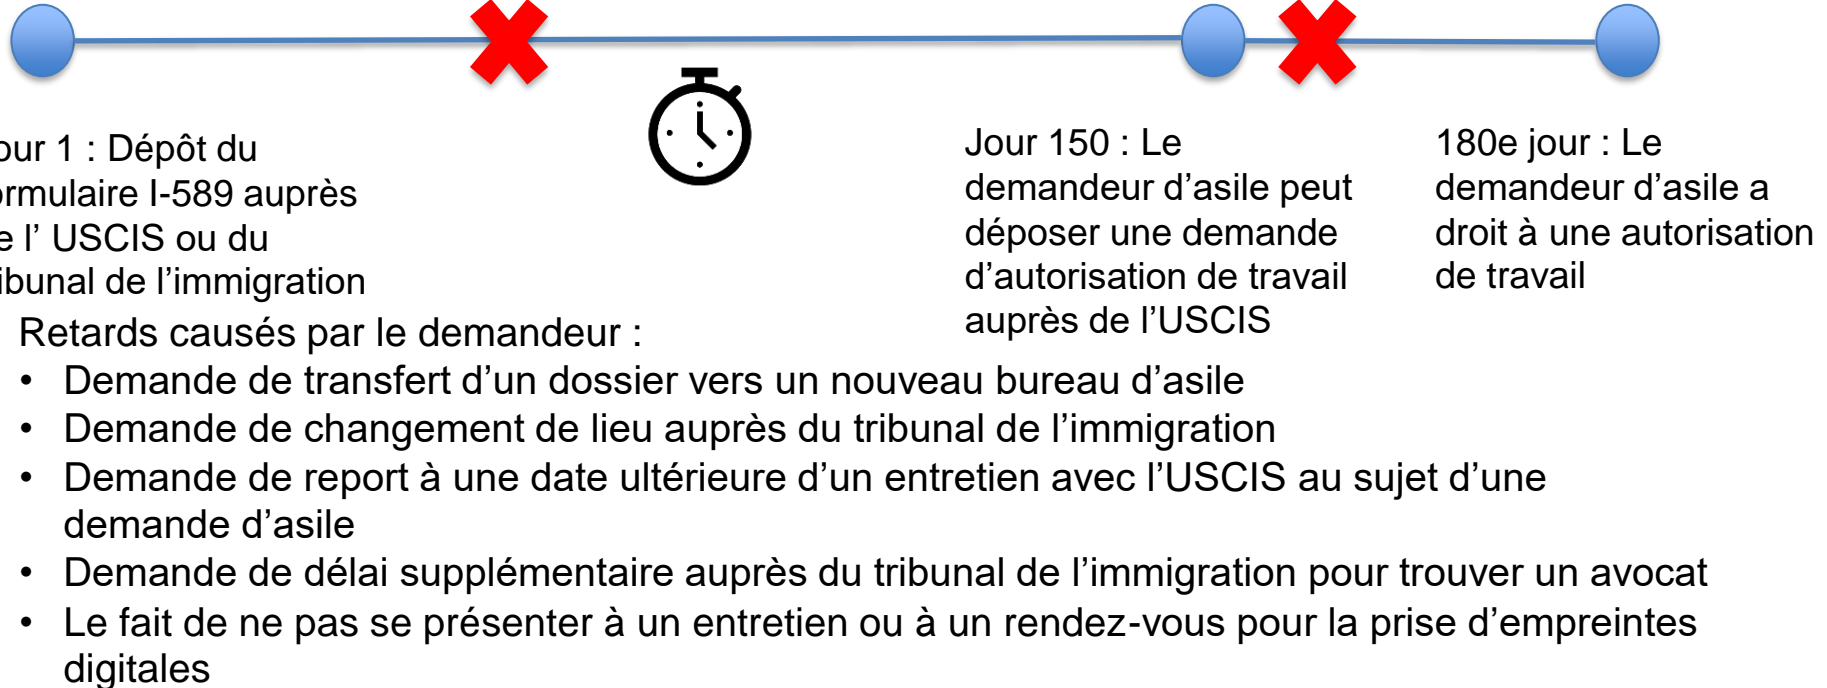 our 1 : Dépôt du
ormulaire I-589 auprès
e l’ USCIS ou du
ibunal de l’immigration
Jour 150 : Le
demandeur d’asile peut
déposer une demande
d’autorisation de travail
auprès de l’USCIS
180e jour : Le
demandeur d’asile a
droit à une autorisation
de travail
Retards causés par le demandeur :
• Demande de transfert d’un dossier vers un nouveau bureau d’asile
• Demande de changement de lieu auprès du tribunal de l’immigration
• Demande de report à une date ultérieure d’un entretien avec l’USCIS au sujet d’une
demande d’asile
• Demande de délai supplémentaire auprès du tribunal de l’immigration pour trouver un avocat
• Le fait de ne pas se présenter à un entretien ou à un rendez-vous pour la prise d’empreintes
digitales